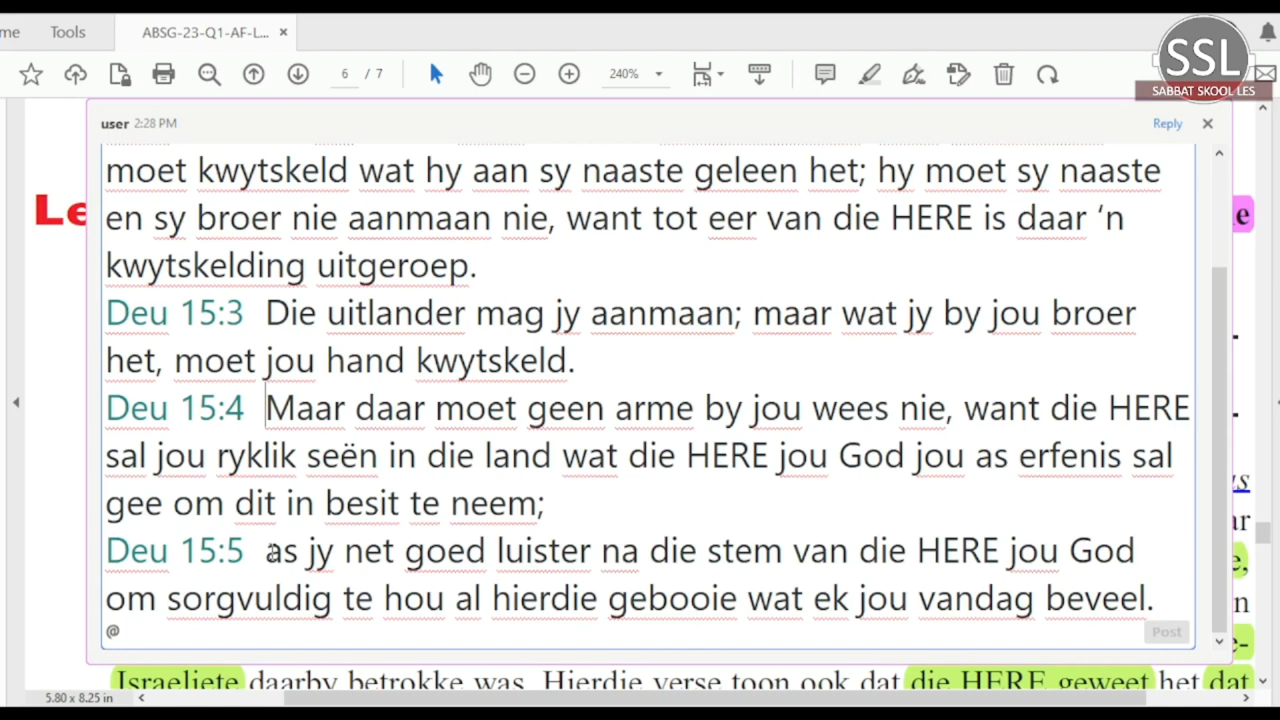 me Tools ABSG-23-Q1-AF-L... ×
SSL
SABBAT SKOOL LES
6 / 7 240%
user 2:28 PM Reply
moet kwytskeld wat hy aan sy naaste geleen het; hy moet sy naaste
en sy broer nie aanmaan nie, want tot eer van die HERE is daar ‘n
kwytskelding uitgeroep.
Deu 15:3 Die uitlander mag jy aanmaan; maar wat jy by jou broer
het, moet jou hand kwytskeld.
Deu 15:4 Maar daar moet geen arme by jou wees nie, want die HERE
sal jou ryklik seën in die land wat die HERE jou God jou as erfenis sal
gee om dit in besit te neem;
Deu 15:5 as jy net goed luister na die stem van die HERE jou God
om sorgvuldig te hou al hierdie gebooie wat ek jou vandag beveel.
@ Post
Le
Israeliete daarby betrokke was. Hierdie verse toon ook dat die HERE geweet het dat
5.80 x 8.25 in